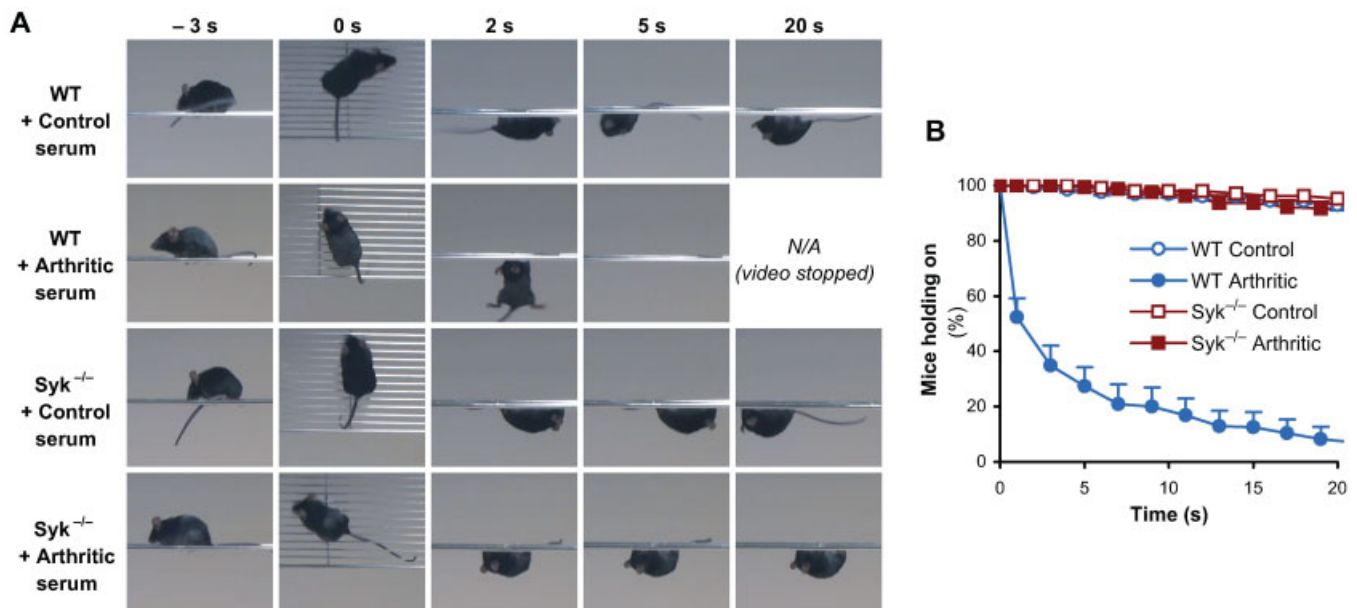 A
– 3 s
0 s
2 s
5 s
20 s
WT
+ Control
serum
WT
+ Arthritic
serum
N/A
(video stopped)
Syk–/–
+ Control
serum
Syk–/–
+ Arthritic
serum
B
Mice holding on
(%)
100
80
60
40
20
0
WT Control
WT Arthritic
Syk–/– Control
Syk–/– Arthritic
0
5
10
15
20
Time (s)